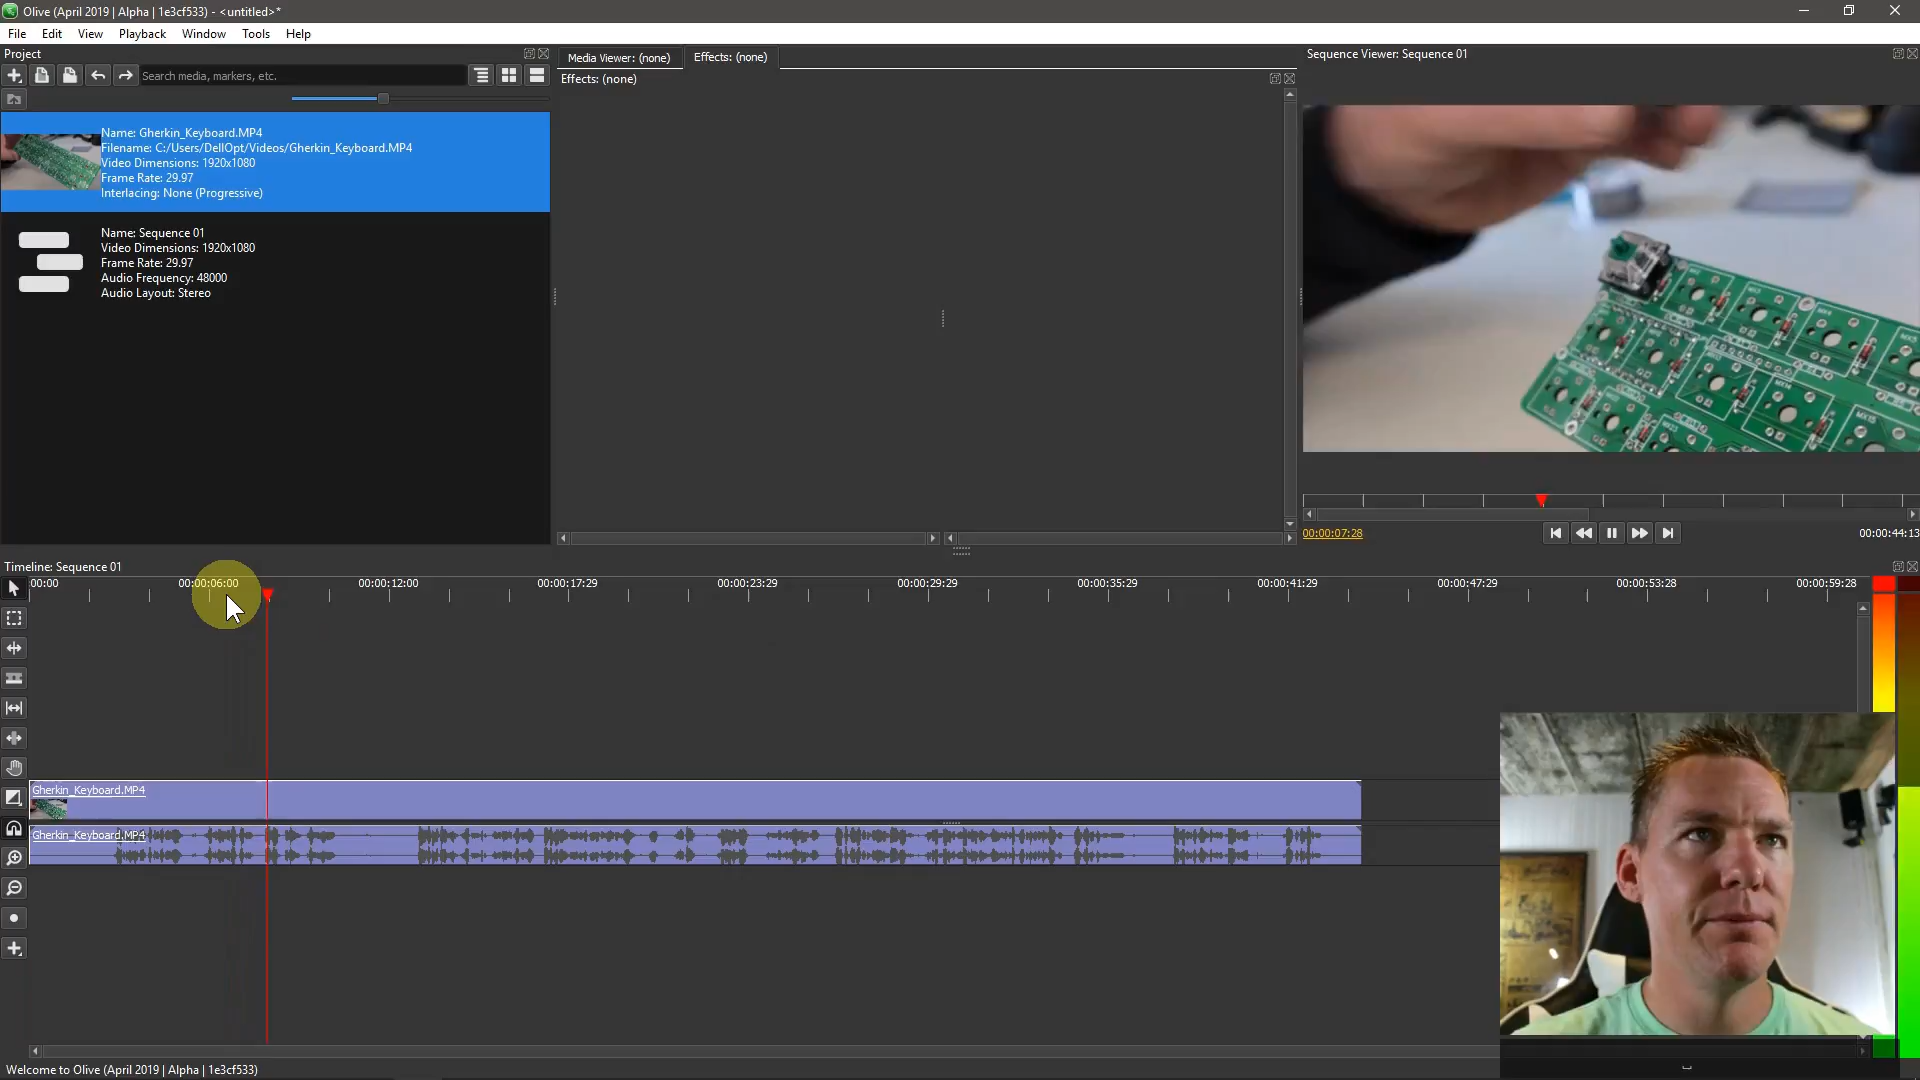 Olive (April 2019 | Alpha | 1e3cf533) - <untitled>*
File Edit View Playback Window Tools Help
Project
Search media, markers, etc.
Name: Gherkin_Keyboard.MP4
Filename: C:/Users/DellOpt/Videos/Gherkin_Keyboard.MP4
Video Dimensions: 1920x1080
Frame Rate: 29.97
Interlacing: None (Progressive)
Name: Sequence 01
Video Dimensions: 1920x1080
Frame Rate: 29.97
Audio Frequency: 48000
Audio Layout: Stereo
Media Viewer: (none) Effects: (none)
Effects: (none)
Sequence Viewer: Sequence 01
00:00:07:28 00:00:44:13
Timeline: Sequence 01
00:00 00:00:06:00 00:00:12:00 00:00:17:29 00:00:23:29 00:00:29:29 00:00:35:29 00:00:41:29 00:00:47:29 00:00:53:28 00:00:59:28
Gherkin_Keyboard.MP4
Gherkin_Keyboard.MP4
Welcome to Olive (April 2019 | Alpha | 1e3cf533)